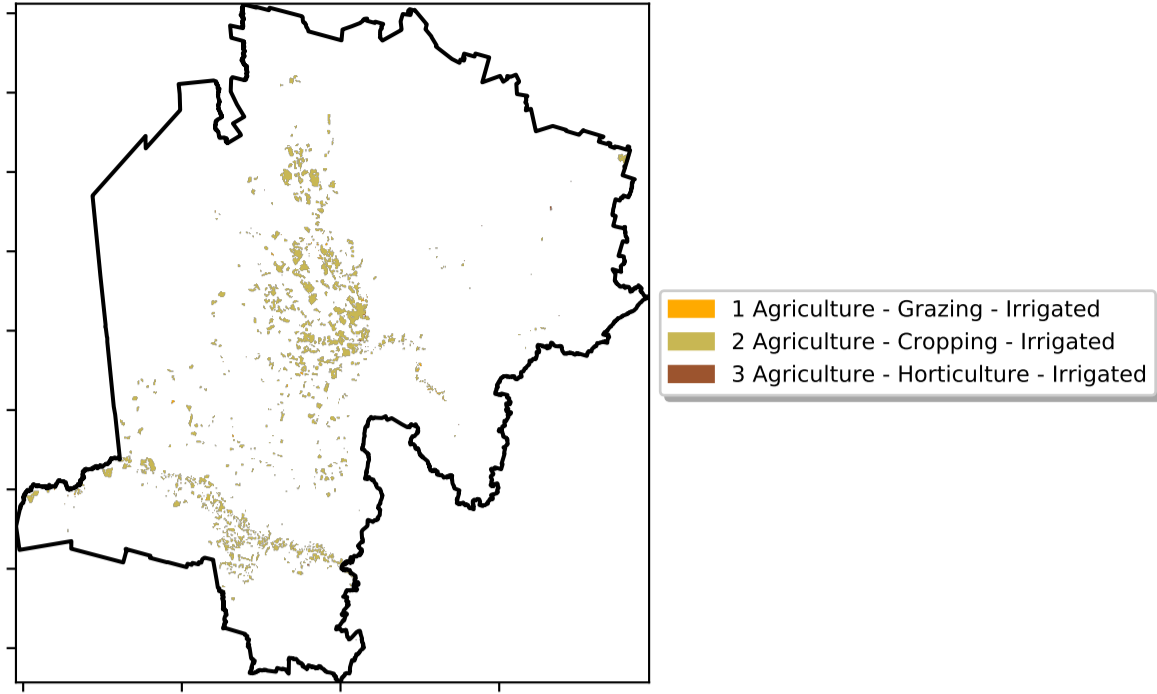 1 Agriculture - Grazing - Irrigated
2 Agriculture - Cropping - Irrigated
3 Agriculture - Horticulture - Irrigated